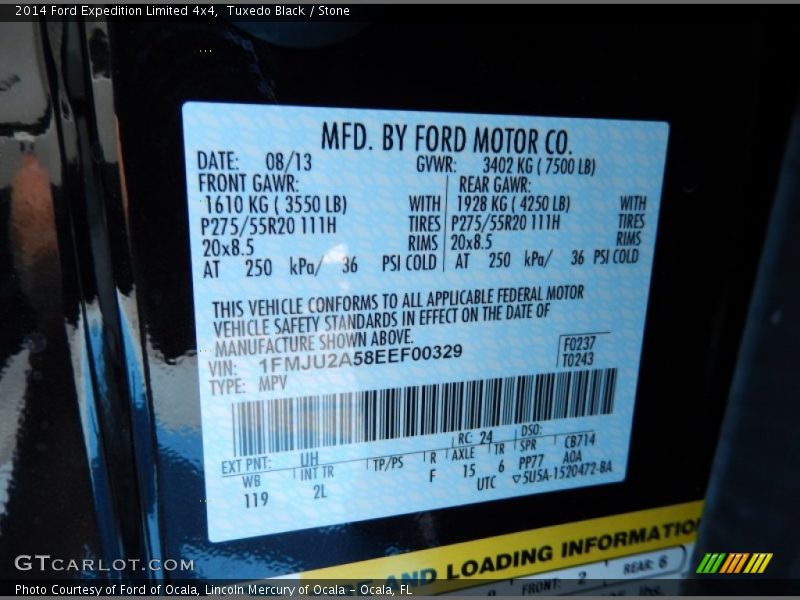 2014 Ford Expedition Limited 4x4,  Tuxedo Black / Stone
MFD. BY FORD MOTOR CO.
DATE: 08/13 GVWR: 3402 KG ( 7500 LB)
FRONT GAWR: REAR GAWR:
1610 KG ( 3550 LB) WITH 1928 KG ( 4250 LB) WITH
P275/55R20 111H TIRES P275/55R20 111H TIRES
20x8.5 RIMS 20x8.5 RIMS
AT 250 kPa/ 36 PSI COLD AT 250 kPa/ 36 PSI COLD
THIS VEHICLE CONFORMS TO ALL APPLICABLE FEDERAL MOTOR
VEHICLE SAFETY STANDARDS IN EFFECT ON THE DATE OF
MANUFACTURE SHOWN ABOVE.
VIN: 1FMJU2A58EEF00329 F0237
TYPE: MPV T0243
EXT PNT: UH RC: 24 DSO:
WB INT TR TP/PS R AXLE TR SPR CB714
119 2L F 15 6 PP77 AOA
UTC ▽5U5A-1520472-BA
AND LOADING INFORMATION
FRONT: 2 REAR: 6
GTCARLOT.COM
Photo Courtesy of Ford of Ocala, Lincoln Mercury of Ocala - Ocala, FL